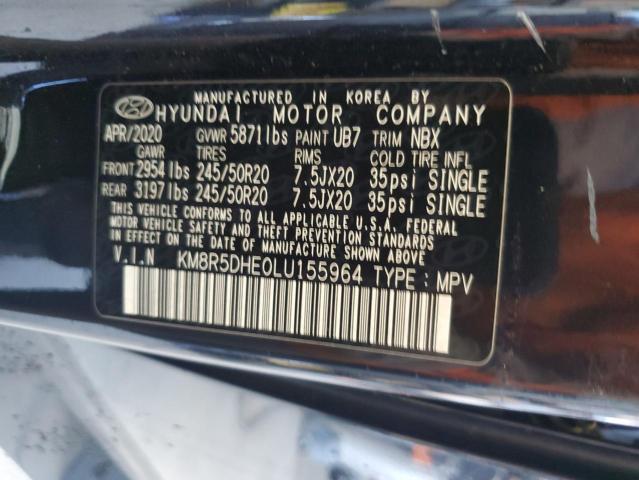 MANUFACTURED IN KOREA BY
HYUNDAI MOTOR COMPANY
APR/2020 GVWR 5871lbs PAINT UB7 TRIM NBX
GAWR TIRES RIMS COLD TIRE INFL
FRONT 2954lbs 245/50R20 7.5JX20 35psi SINGLE
REAR 3197lbs 245/50R20 7.5JX20 35psi SINGLE
THIS VEHICLE CONFORMS TO ALL APPLICABLE U.S.A. FEDERAL
MOTOR VEHICLE SAFETY AND THEFT PREVENTION STANDARDS
IN EFFECT ON THE DATE OF MANUFACTURE SHOWN ABOVE.
V.I.N KM8R5DHE0LU155964 TYPE : MPV